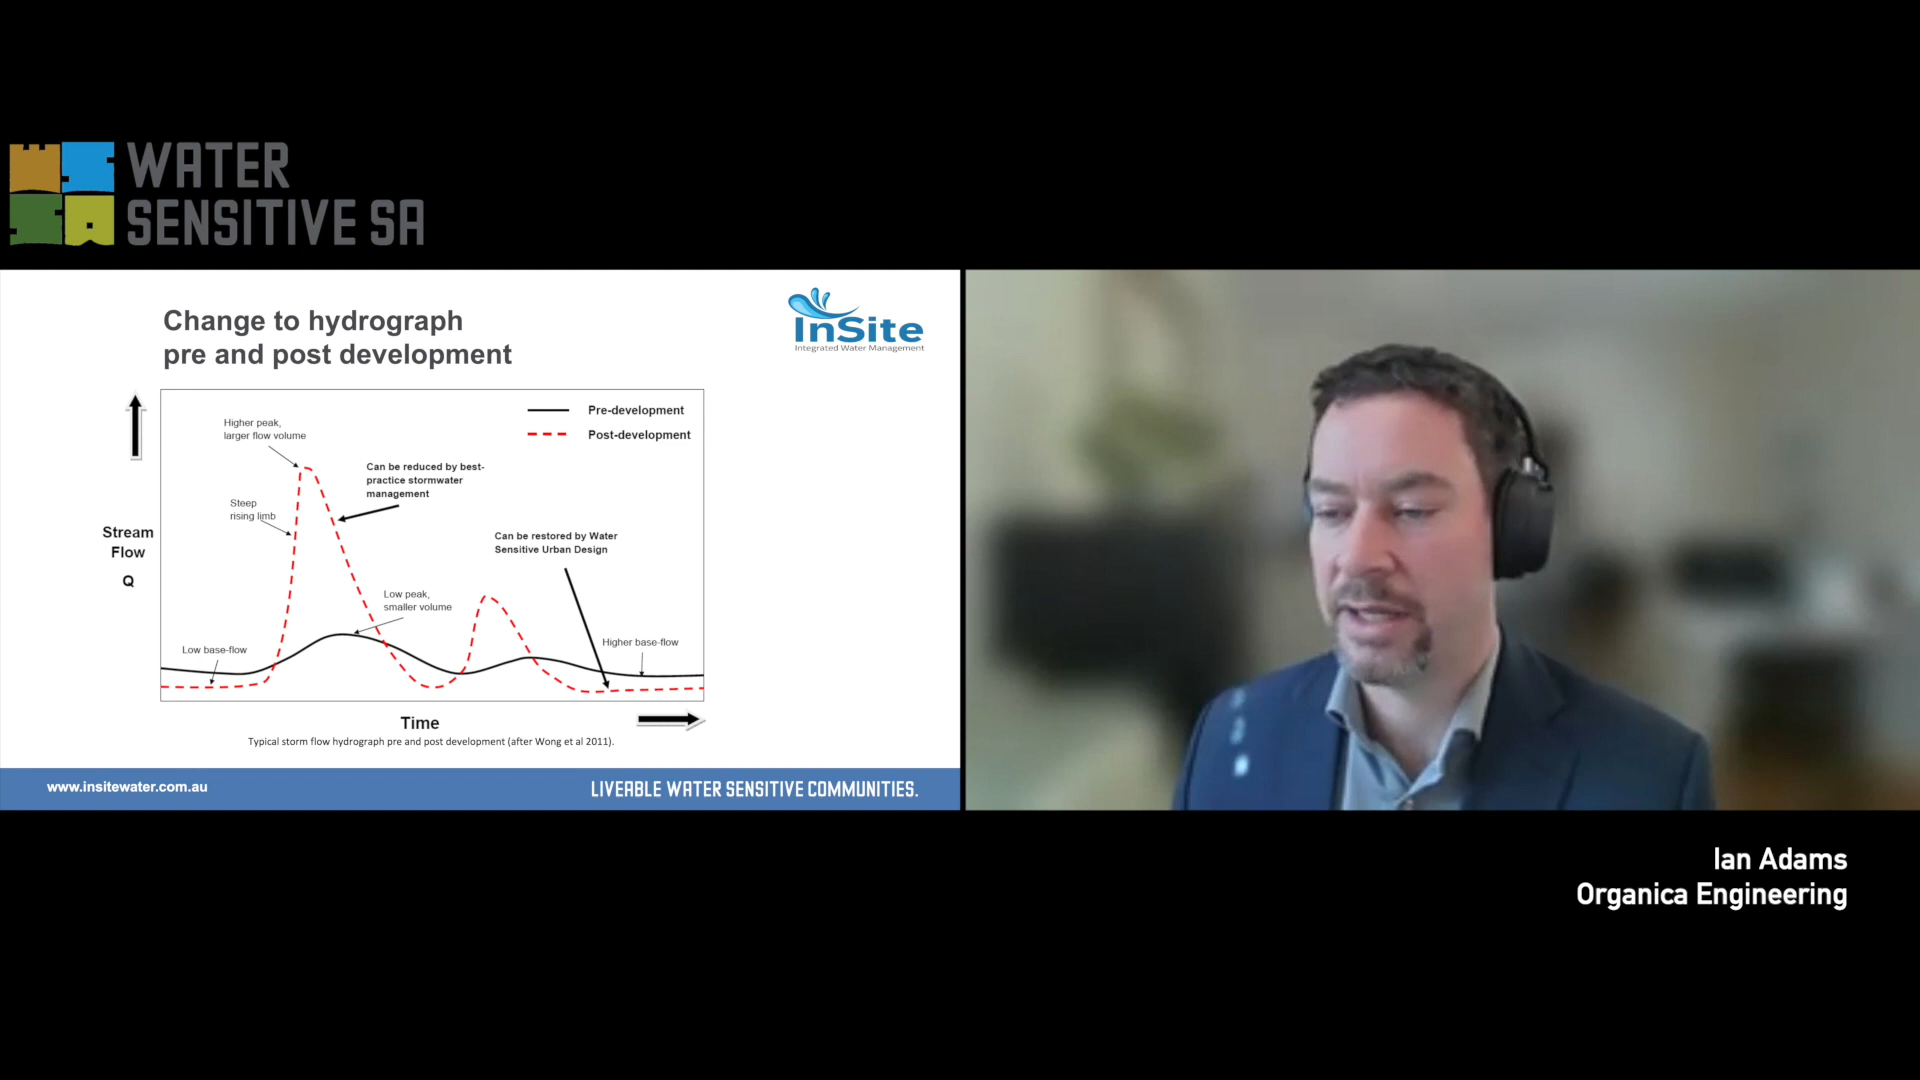 WATER
SENSITIVE SA
Change to hydrograph
pre and post development
InSite
Integrated Water Management
Pre-development
Post-development
Higher peak,
larger flow volume
Can be reduced by best-
practice stormwater
management
Steep
rising limb
Stream
Flow
Q
Can be restored by Water
Sensitive Urban Design
Low peak,
smaller volume
Low base-flow
Higher base-flow
Time
Typical storm flow hydrograph pre and post development (after Wong et al 2011).
www.insitewater.com.au
LIVEABLE WATER SENSITIVE COMMUNITIES.
Ian Adams
Organica Engineering